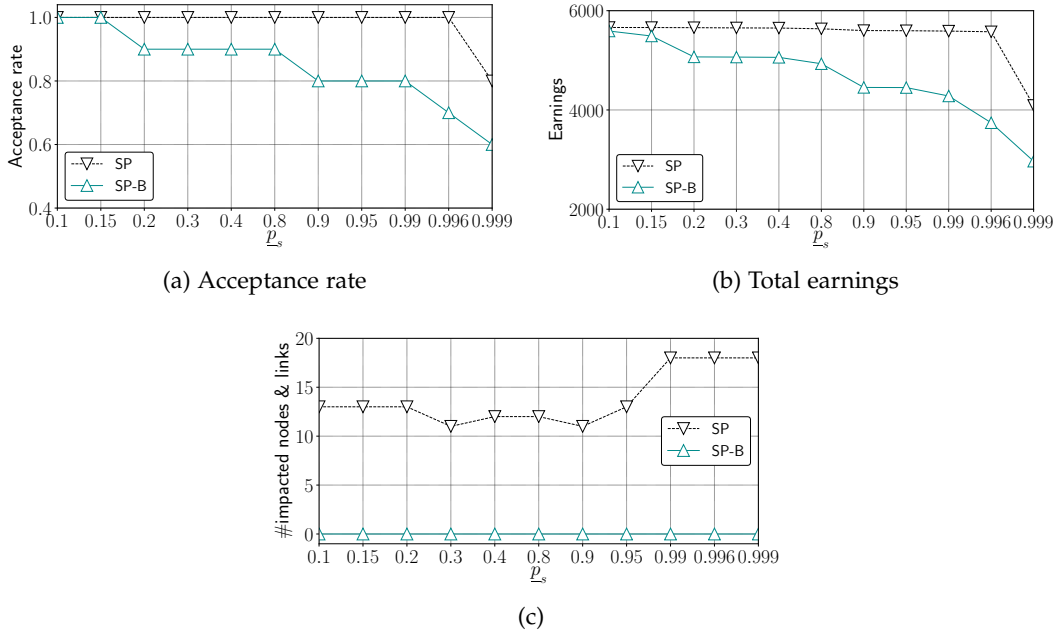 1.0
0.8
0.6
0.4
Acceptance rate
SP
SP-B
0.1 0.15 0.2 0.3 0.4 0.8 0.9 0.95 0.99 0.996 0.999
p_s
(a) Acceptance rate
6000
4000
2000
Earnings
SP
SP-B
0.1 0.15 0.2 0.3 0.4 0.8 0.9 0.95 0.99 0.996 0.999
p_s
(b) Total earnings
20
15
10
5
0
#impacted nodes & links
SP
SP-B
0.1 0.15 0.2 0.3 0.4 0.8 0.9 0.95 0.99 0.996 0.999
p_s
(c)